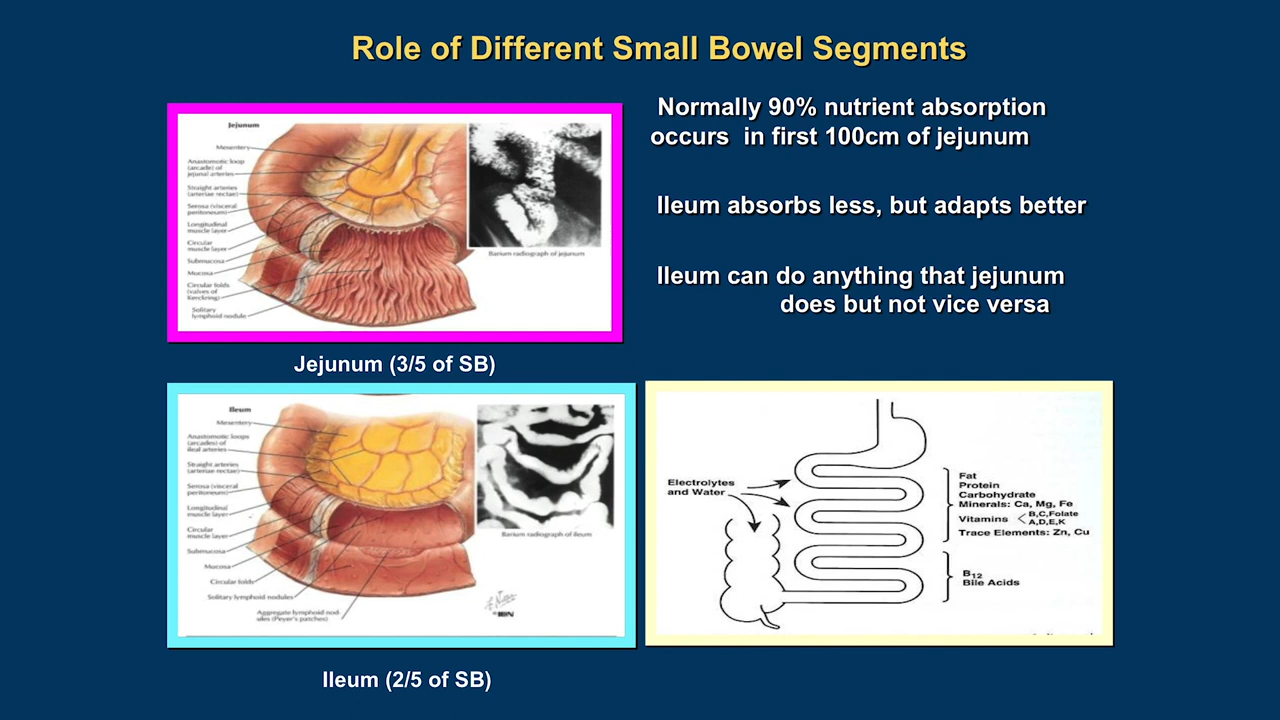 Role of Different Small Bowel Segments
Normally 90% nutrient absorption
occurs in first 100cm of jejunum
Ileum absorbs less, but adapts better
Ileum can do anything that jejunum
does but not vice versa
Jejunum
Mesentery
Anastomotic loop
(arcade) of
jejunal arteries
Straight arteries
(arteriae rectae)
Serosa (visceral
peritoneum)
Longitudinal
muscle layer
Circular
muscle layer
Submucosa
Mucosa
Circular folds
(valves of
Kerckring)
Solitary
lymphoid nodule
Barium radiograph of jejunum
Jejunum (3/5 of SB)
Ileum
Mesentery
Anastomotic loops
(arcades) of
ileal arteries
Straight arteries
(arteriae rectae)
Serosa (visceral
peritoneum)
Longitudinal
muscle layer
Circular
muscle layer
Submucosa
Mucosa
Circular folds
Solitary lymphoid nodules
Aggregate lymphoid nod-
ules (Peyer's patches)
Barium radiograph of ileum
Ileum (2/5 of SB)
Electrolytes
and Water
Fat
Protein
Carbohydrate
Minerals: Ca, Mg, Fe
Vitamins < B,C,Folate
A,D,E,K
Trace Elements: Zn, Cu
B12
Bile Acids